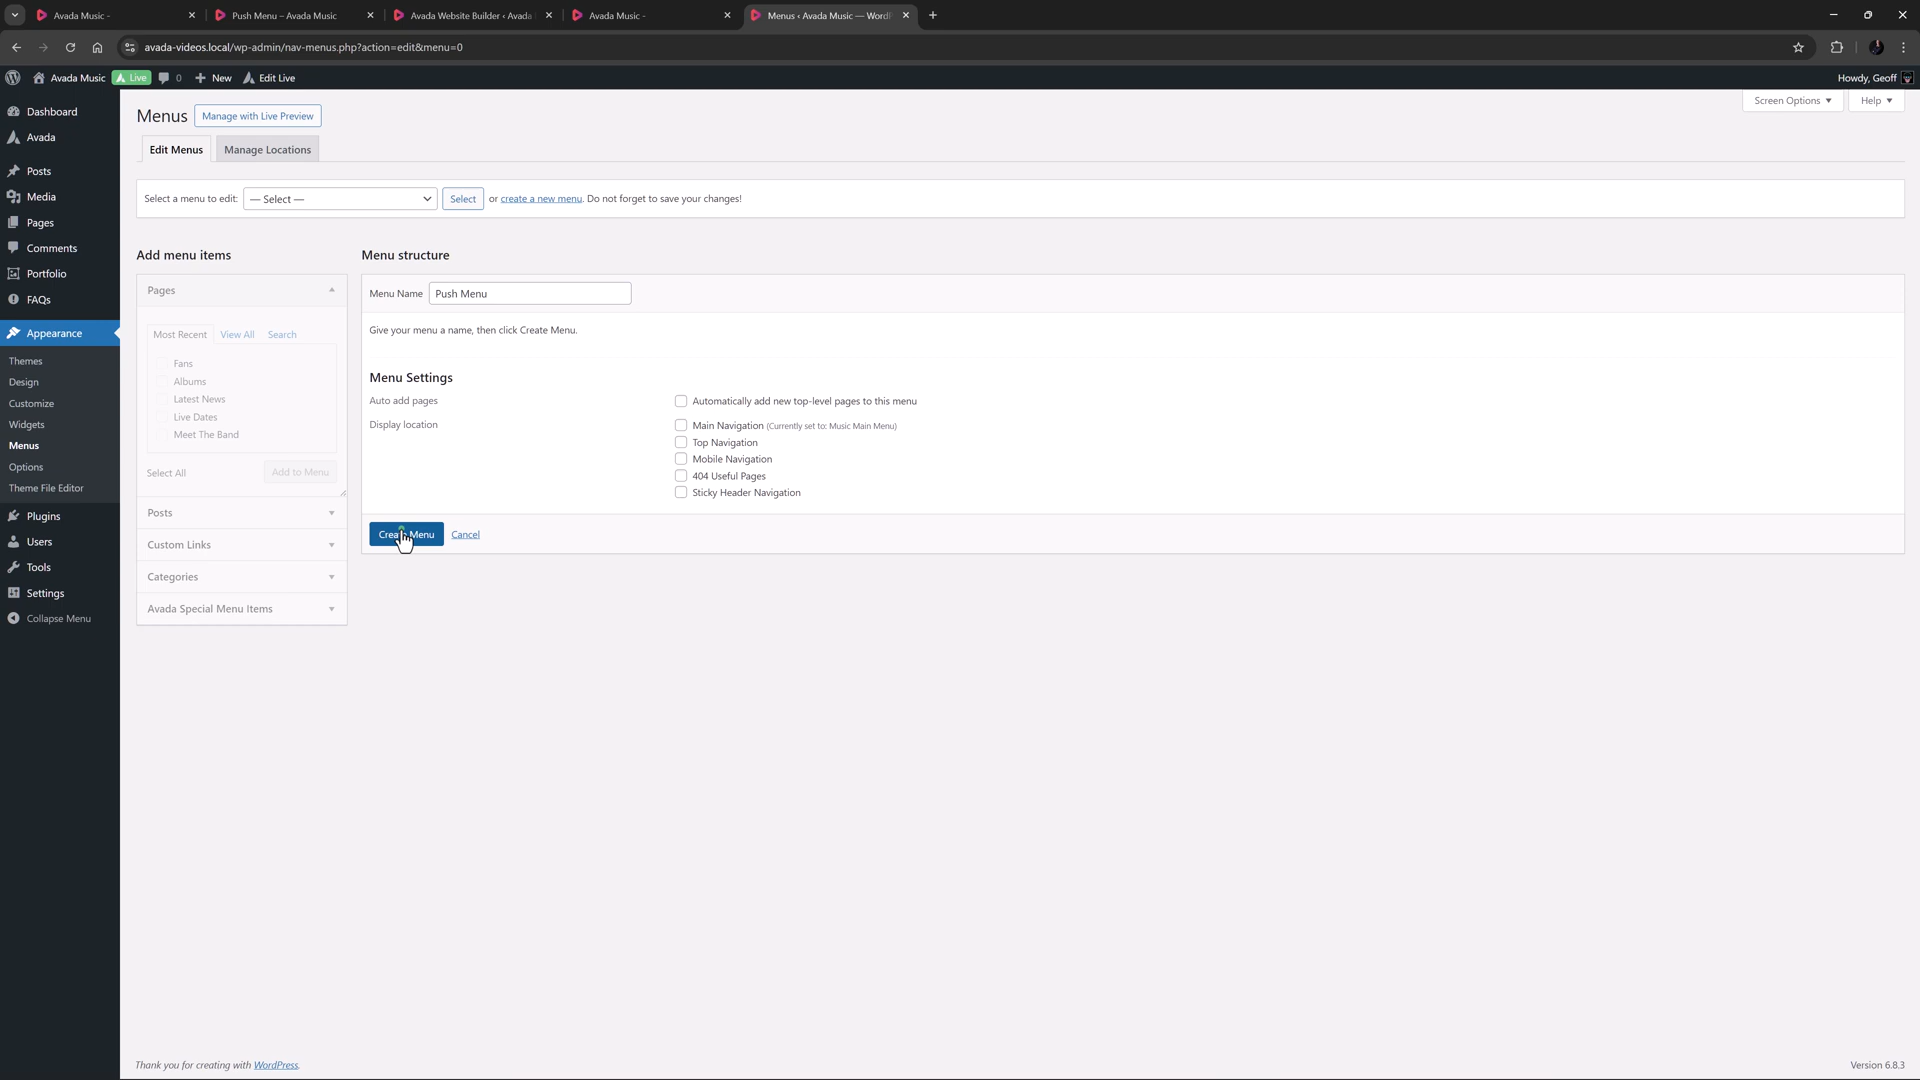 Avada Music -
Push Menu – Avada Music
Avada Website Builder ‹ Avada
Avada Music -
Menus ‹ Avada Music — Word
avada-videos.local/wp-admin/nav-menus.php?action=edit&menu=0
Avada Music
Live
0
New
Edit Live
Howdy, Geoff
Dashboard
Avada
Posts
Media
Pages
Comments
Portfolio
FAQs
Appearance
Themes
Design
Customize
Widgets
Menus
Options
Theme File Editor
Plugins
Users
Tools
Settings
Collapse Menu
Screen Options
Help
Menus
Manage with Live Preview
Edit Menus
Manage Locations
Select a menu to edit: — Select — Select or create a new menu. Do not forget to save your changes!
Add menu items
Pages
Most Recent View All Search
Fans
Albums
Latest News
Live Dates
Meet The Band
Select All
Add to Menu
Posts
Custom Links
Categories
Avada Special Menu Items
Menu structure
Menu Name Push Menu
Give your menu a name, then click Create Menu.
Menu Settings
Auto add pages
Automatically add new top-level pages to this menu
Display location
Main Navigation (Currently set to: Music Main Menu)
Top Navigation
Mobile Navigation
404 Useful Pages
Sticky Header Navigation
Create Menu
Cancel
Thank you for creating with WordPress.
Version 6.8.3